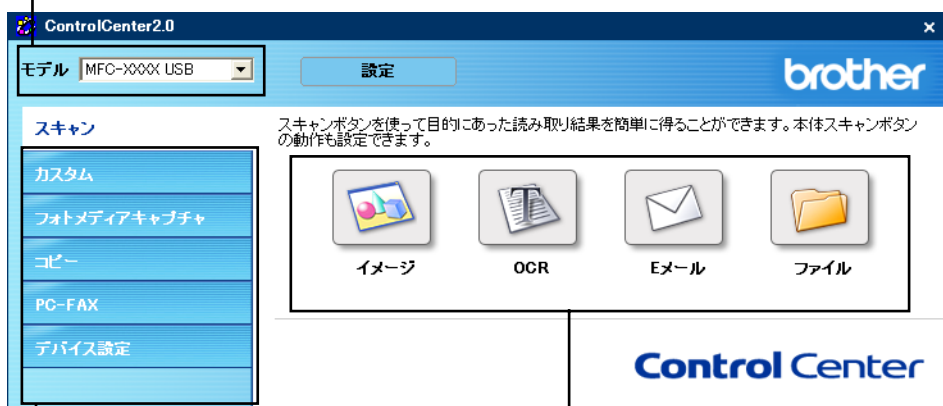 ControlCenter2.0
モデル MFC-XXXX USB
設定
brother
スキャン
カスタム
フォトメディアキャプチャ
コピー
PC-FAX
デバイス設定
スキャンボタンを使って目的にあった読み取り結果を簡単に得ることができます。本体スキャンボタン
の動作も設定できます。
イメージ
OCR
Eメール
ファイル
Control Center